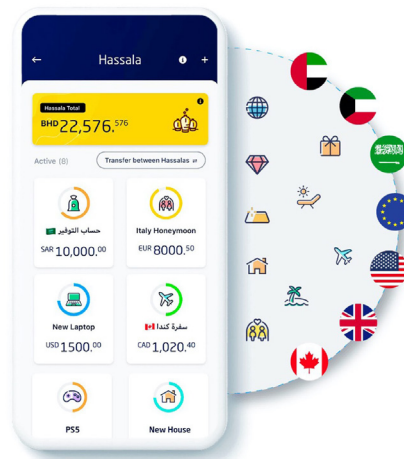 Hassala
Hassala Total
BHD 22,576.576
Active (8)
Transfer between Hassalas
حساب التوفير
SAR 10,000.00
Italy Honeymoon
EUR 8000.50
New Laptop
USD 1500.00
سفرة كندا
CAD 1,020.40
PS5
New House